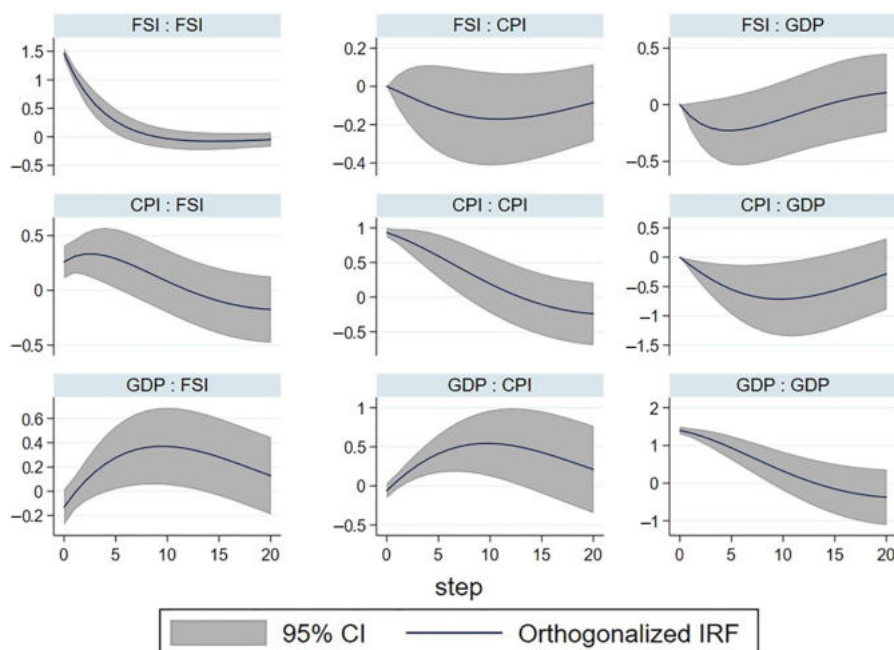 FSI : FSI
FSI : CPI
FSI : GDP
1.5
1
0.5
0
−0.5
0.2
0
−0.2
−0.4
0.5
0
−0.5
CPI : FSI
CPI : CPI
CPI : GDP
0.5
0
−0.5
1
0.5
0
−0.5
0.5
0
−0.5
−1
−1.5
GDP : FSI
GDP : CPI
GDP : GDP
0.6
0.4
0.2
0
−0.2
1
0.5
0
−0.5
2
1
0
−1
0 5 10 15 20
0 5 10 15 20
0 5 10 15 20
step
95% CI
Orthogonalized IRF